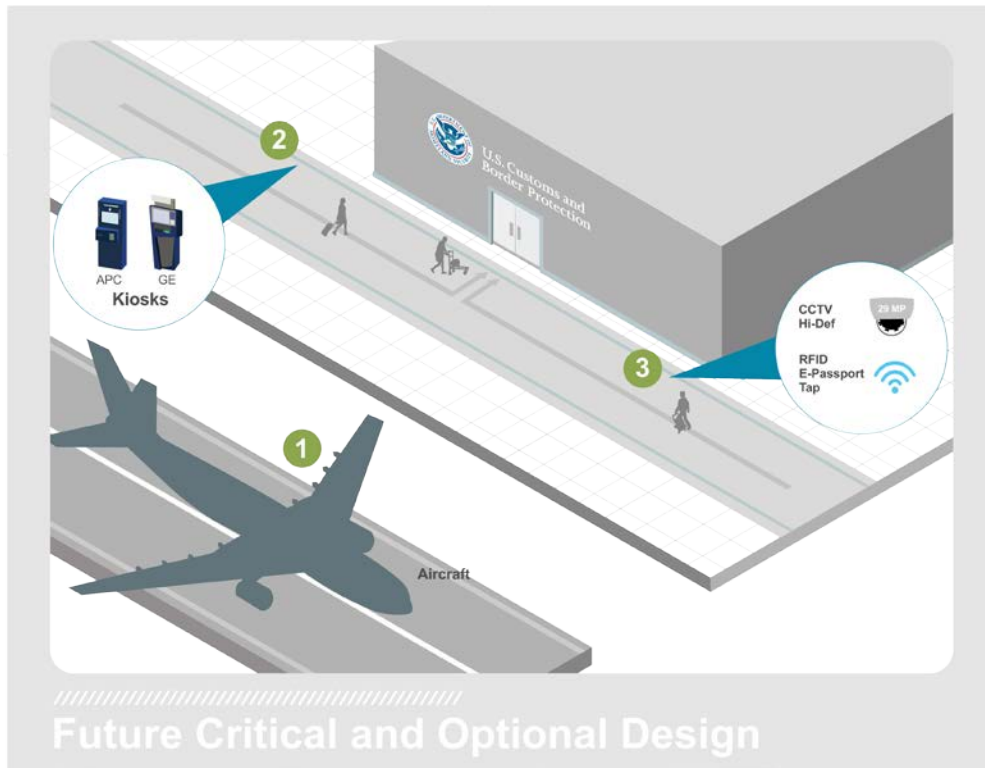 2
U.S. Customs and
Border Protection
APC
GE
Kiosks
CCTV
Hi-Def
29 MP
3
RFID
E-Passport
Tap
1
Aircraft
Future Critical and Optional Design